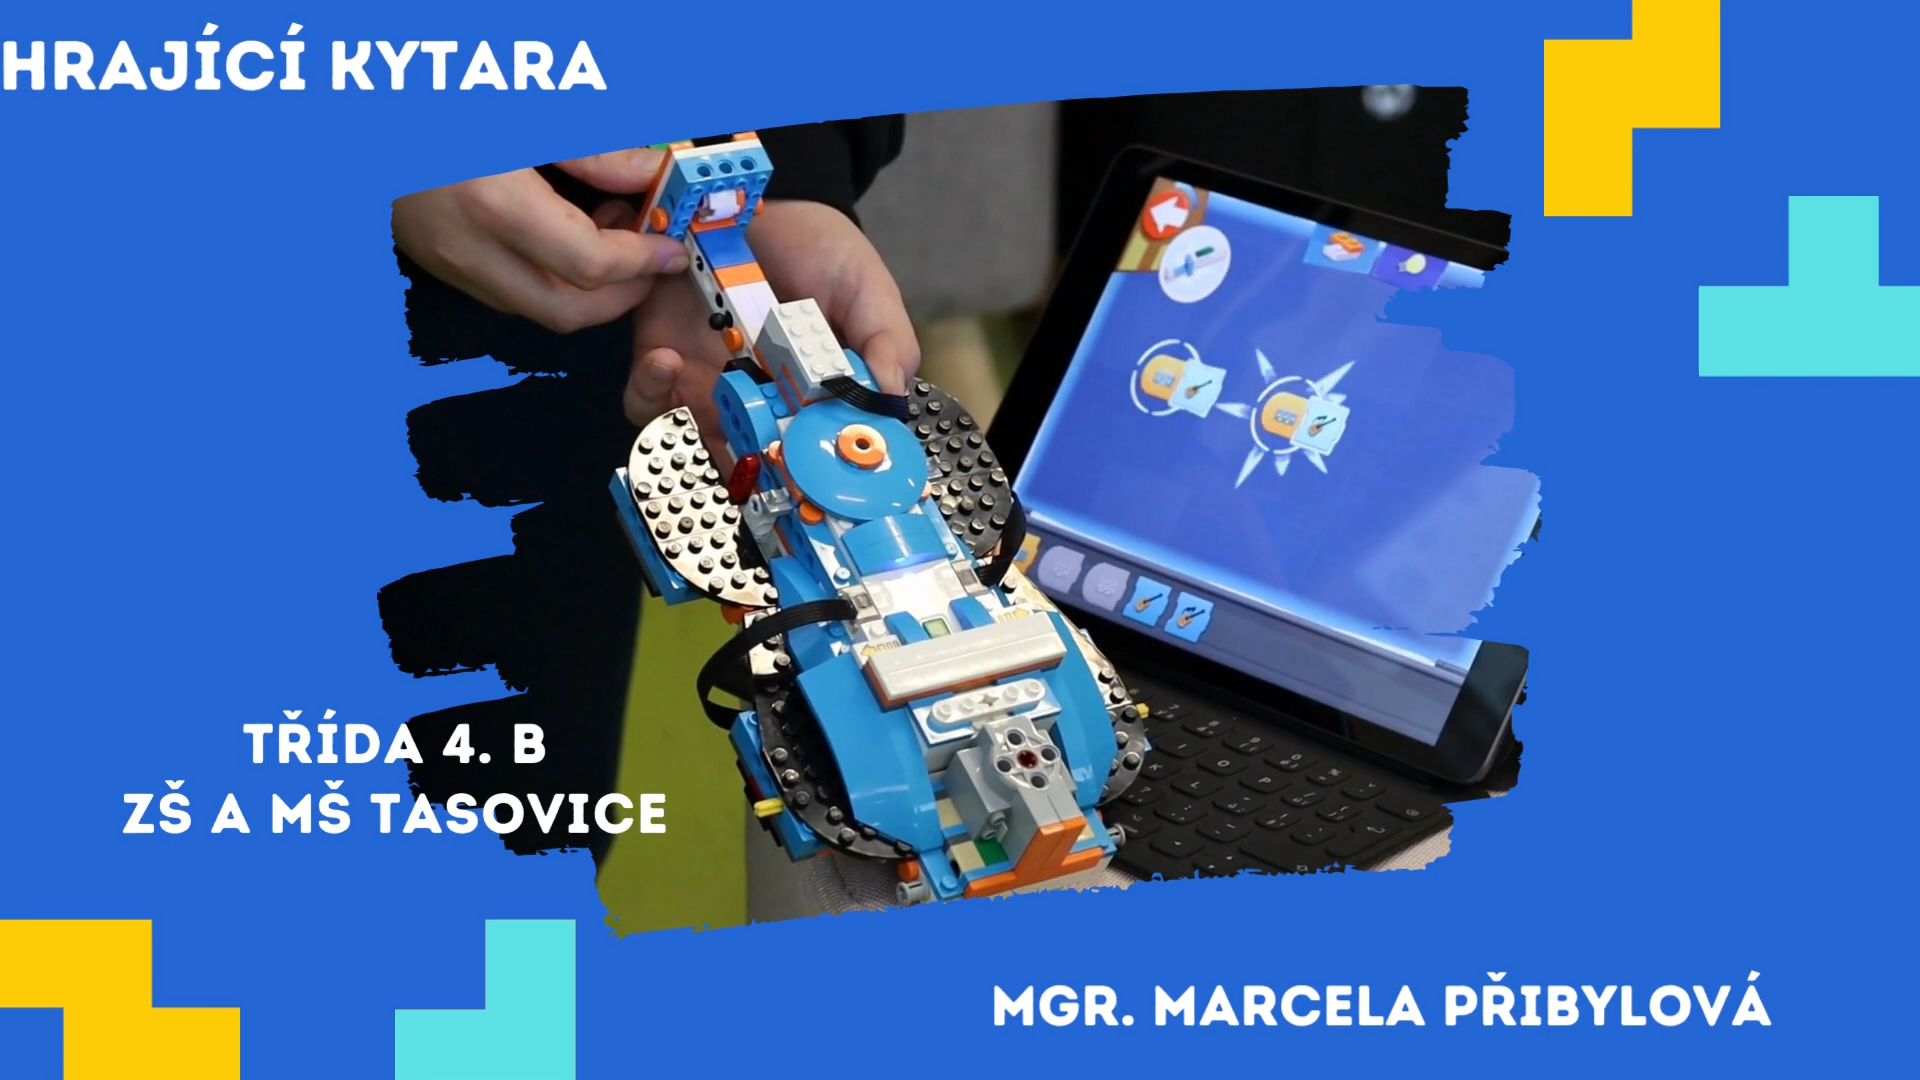 HRAJÍCÍ KYTARA
TŘÍDA 4. B
ZŠ A MŠ TASOVICE
MGR. MARCELA PŘIBYLOVÁ